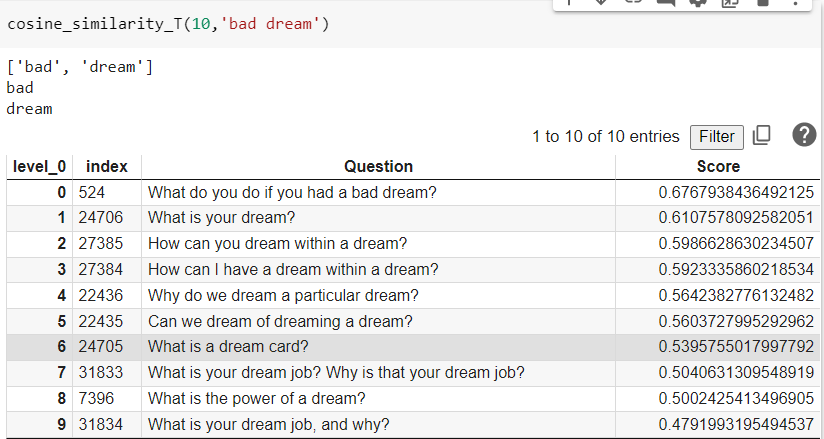 cosine_similarity_T(10,'bad dream')
['bad', 'dream']
bad
dream
1 to 10 of 10 entries Filter ?
level_0 index Question Score
0 524 What do you do if you had a bad dream? 0.6767938436492125
1 24706 What is your dream? 0.6107578092582051
2 27385 How can you dream within a dream? 0.5986628630234507
3 27384 How can I have a dream within a dream? 0.5923335860218534
4 22436 Why do we dream a particular dream? 0.5642382776132482
5 22435 Can we dream of dreaming a dream? 0.5603727995292962
6 24705 What is a dream card? 0.5395755017997792
7 31833 What is your dream job? Why is that your dream job? 0.5040631309548919
8 7396 What is the power of a dream? 0.5002425413496905
9 31834 What is your dream job, and why? 0.4791993195494537